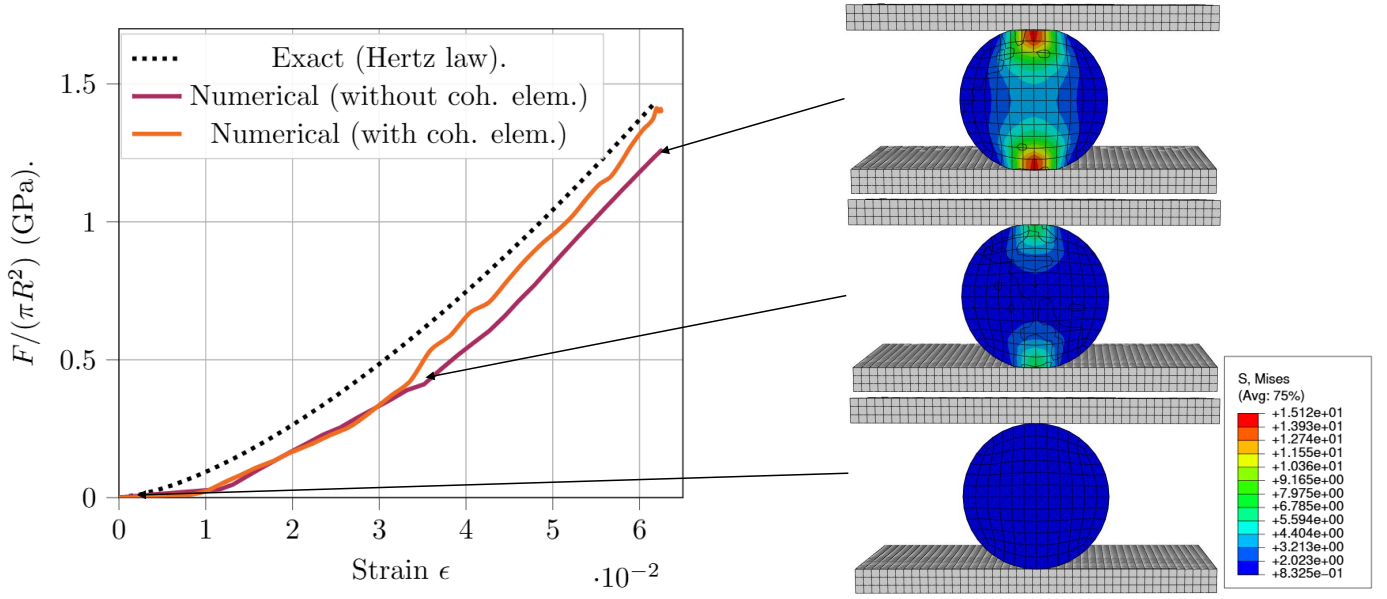 Exact (Hertz law).
Numerical (without coh. elem.)
Numerical (with coh. elem.)
F/(πR²) (GPa).
1.5
1
0.5
0
0 1 2 3 4 5 6
Strain ϵ
·10⁻²
S, Mises
(Avg: 75%)
+1.512e+01
+1.393e+01
+1.274e+01
+1.155e+01
+1.036e+01
+9.165e+00
+7.975e+00
+6.785e+00
+5.594e+00
+4.404e+00
+3.213e+00
+2.023e+00
+8.325e−01